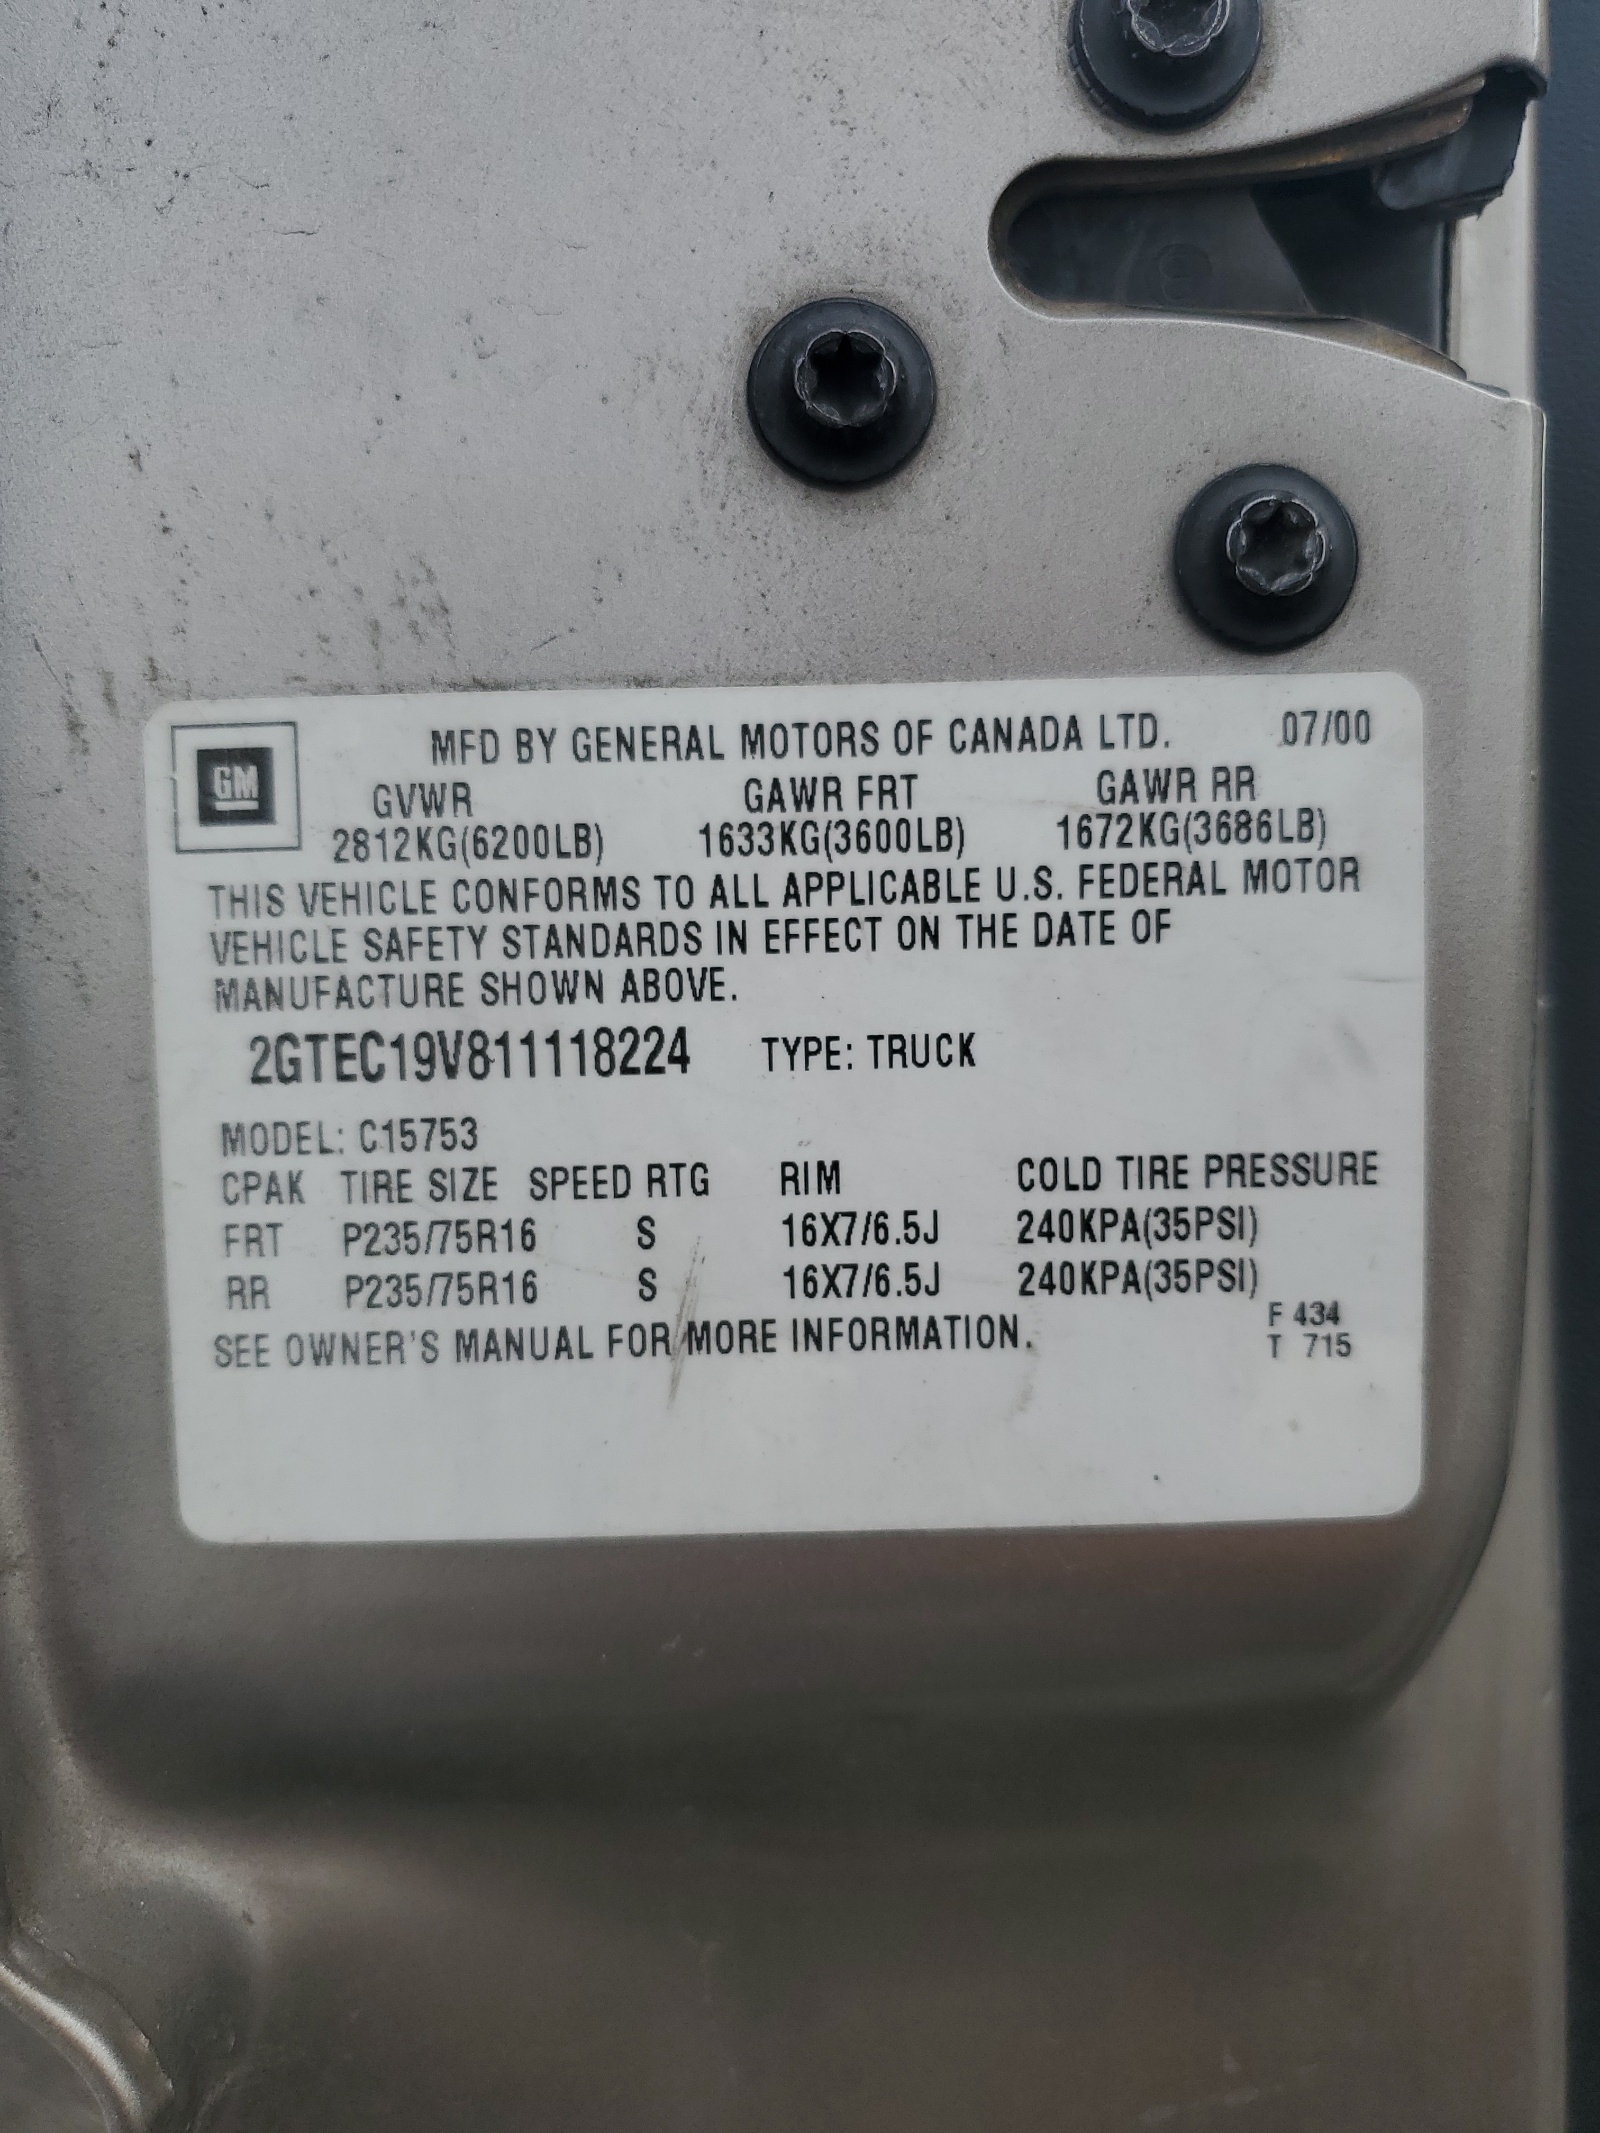 GM
MFD BY GENERAL MOTORS OF CANADA LTD. 07/00
GVWR GAWR FRT GAWR RR
2812KG(6200LB) 1633KG(3600LB) 1672KG(3686LB)
THIS VEHICLE CONFORMS TO ALL APPLICABLE U.S. FEDERAL MOTOR
VEHICLE SAFETY STANDARDS IN EFFECT ON THE DATE OF
MANUFACTURE SHOWN ABOVE.
2GTEC19V811118224 TYPE: TRUCK
MODEL: C15753
CPAK TIRE SIZE SPEED RTG RIM COLD TIRE PRESSURE
FRT P235/75R16 S 16X7/6.5J 240KPA(35PSI)
RR P235/75R16 S 16X7/6.5J 240KPA(35PSI)
SEE OWNER'S MANUAL FOR MORE INFORMATION.
F 434
T 715